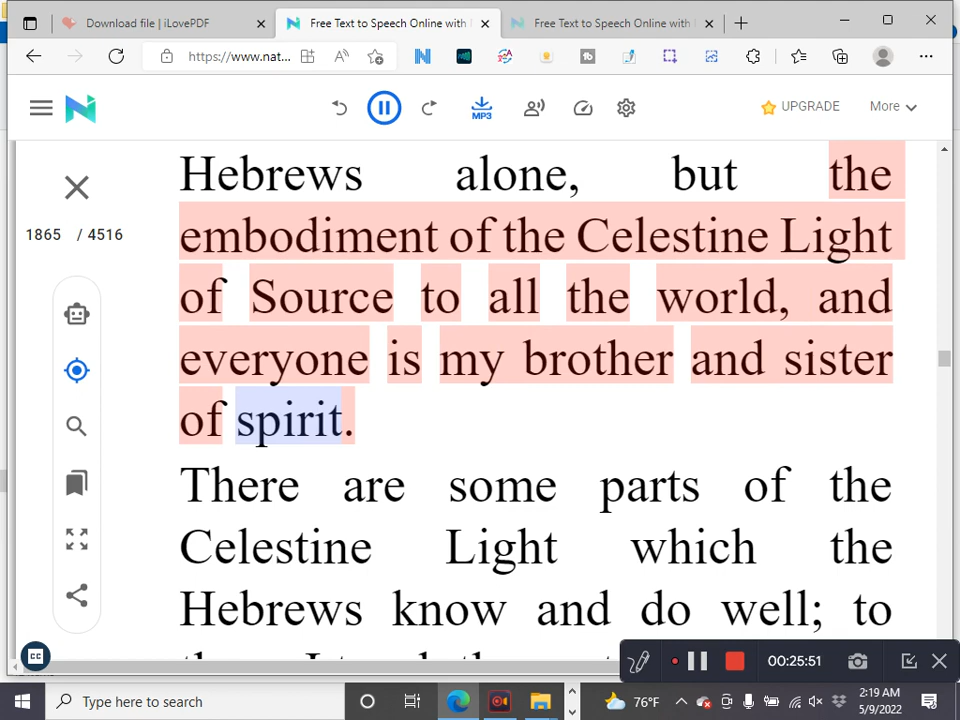 Download file | iLovePDF
Free Text to Speech Online with
Free Text to Speech Online with
https://www.nat...
MP3
UPGRADE
More
Hebrews alone, but the
embodiment of the Celestine Light
of Source to all the world, and
everyone is my brother and sister
of spirit.
There are some parts of the
Celestine Light which the
Hebrews know and do well; to
1865 / 4516
CC
00:25:51
Type here to search
76°F
2:19 AM
5/9/2022